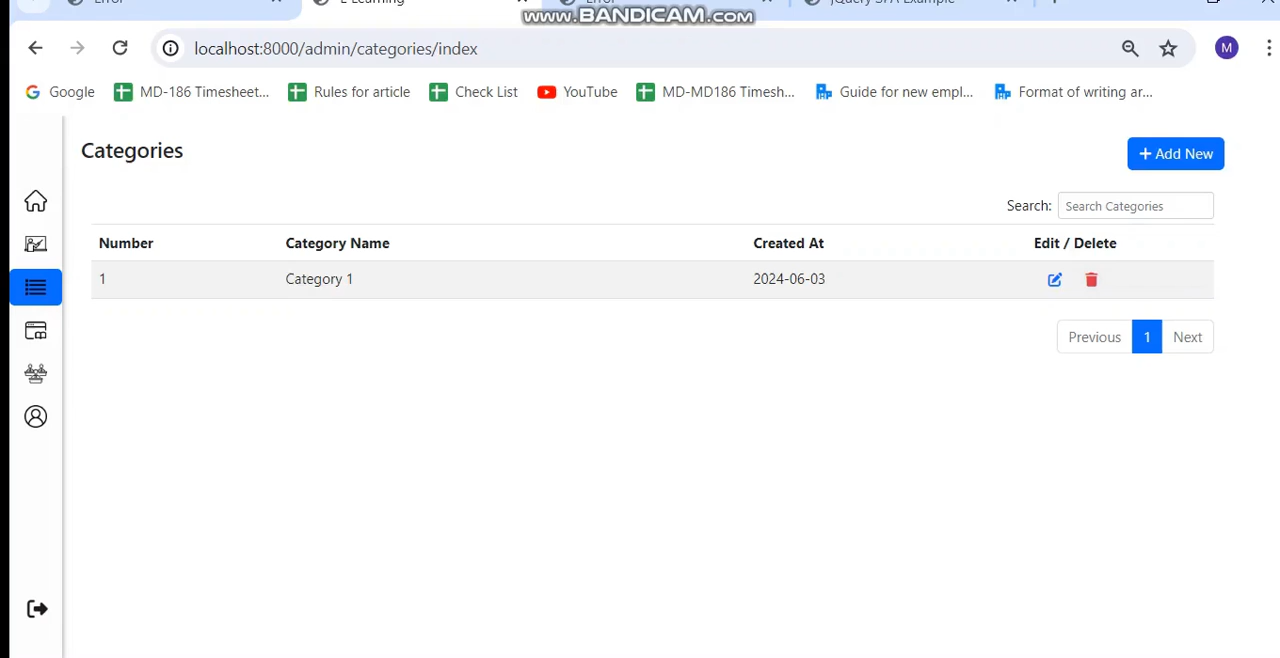 www.BANDICAM.com
localhost:8000/admin/categories/index
M
Google
MD-186 Timesheet...
Rules for article
Check List
YouTube
MD-MD186 Timesh...
Guide for new empl...
Format of writing ar...
Categories
+ Add New
Search: Search Categories
Number Category Name Created At Edit / Delete
1 Category 1 2024-06-03
Previous 1 Next